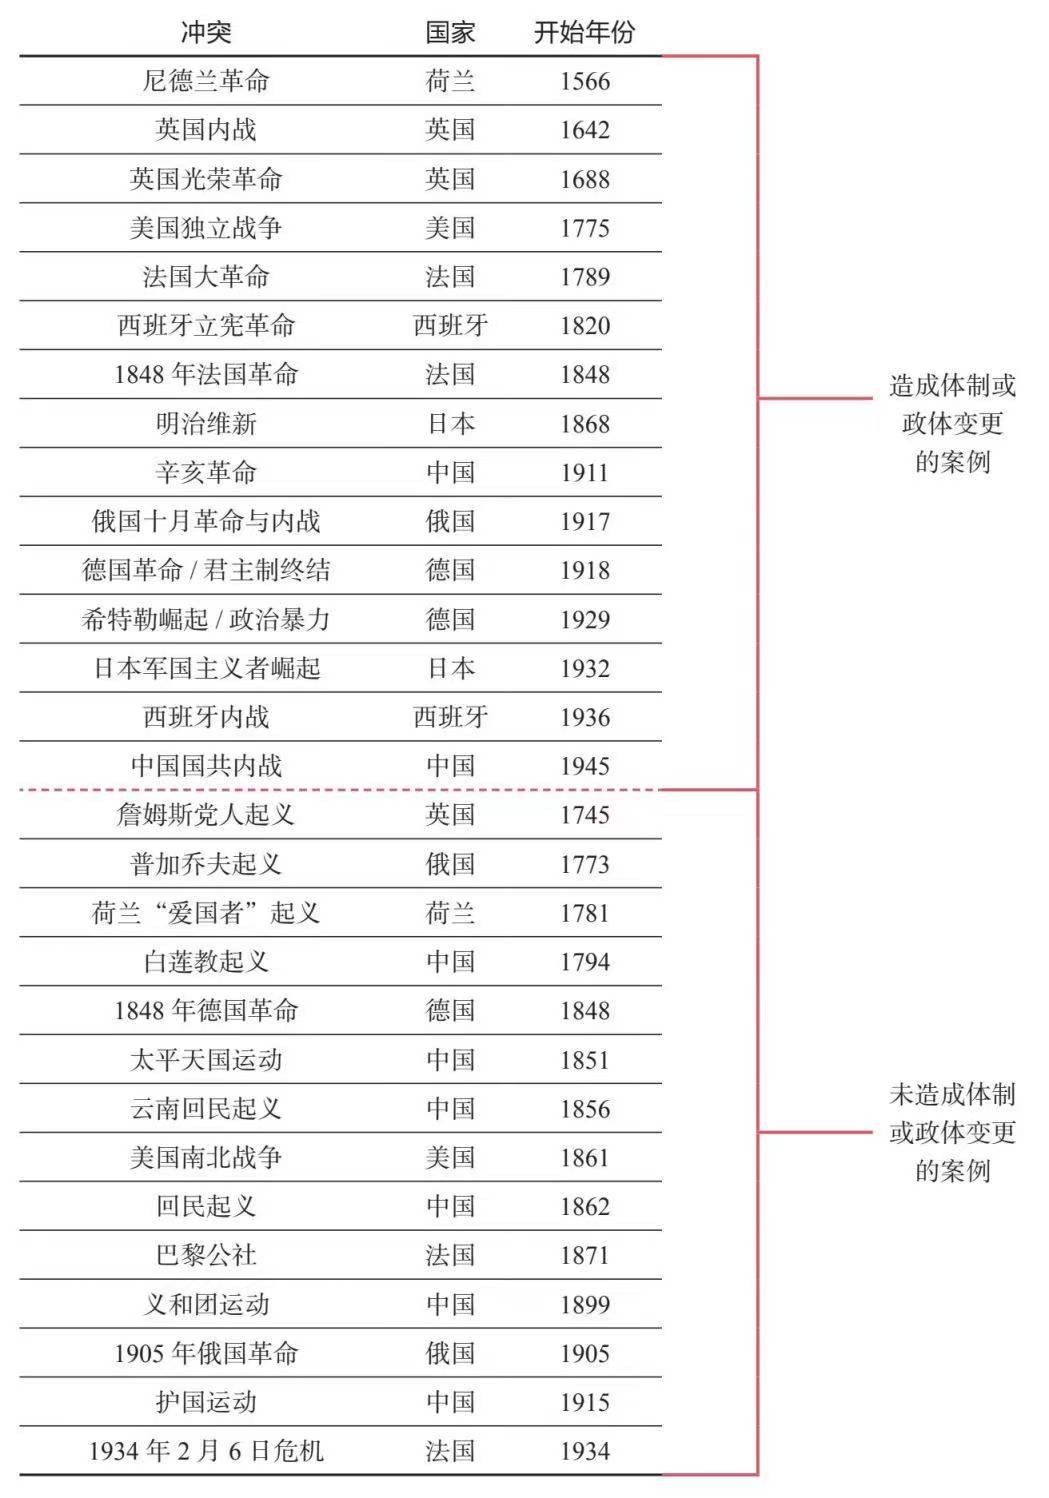 冲突 国家 开始年份
尼德兰革命 荷兰 1566
英国内战 英国 1642
英国光荣革命 英国 1688
美国独立战争 美国 1775
法国大革命 法国 1789
西班牙立宪革命 西班牙 1820
1848 年法国革命 法国 1848
明治维新 日本 1868
辛亥革命 中国 1911
俄国十月革命与内战 俄国 1917
德国革命 / 君主制终结 德国 1918
希特勒崛起 / 政治暴力 德国 1929
日本军国主义者崛起 日本 1932
西班牙内战 西班牙 1936
中国国共内战 中国 1945
造成体制或
政体变更
的案例
詹姆斯党人起义 英国 1745
普加乔夫起义 俄国 1773
荷兰“爱国者”起义 荷兰 1781
白莲教起义 中国 1794
1848 年德国革命 德国 1848
太平天国运动 中国 1851
云南回民起义 中国 1856
美国南北战争 美国 1861
回民起义 中国 1862
巴黎公社 法国 1871
义和团运动 中国 1899
1905 年俄国革命 俄国 1905
护国运动 中国 1915
1934 年 2 月 6 日危机 法国 1934
未造成体制
或政体变更
的案例